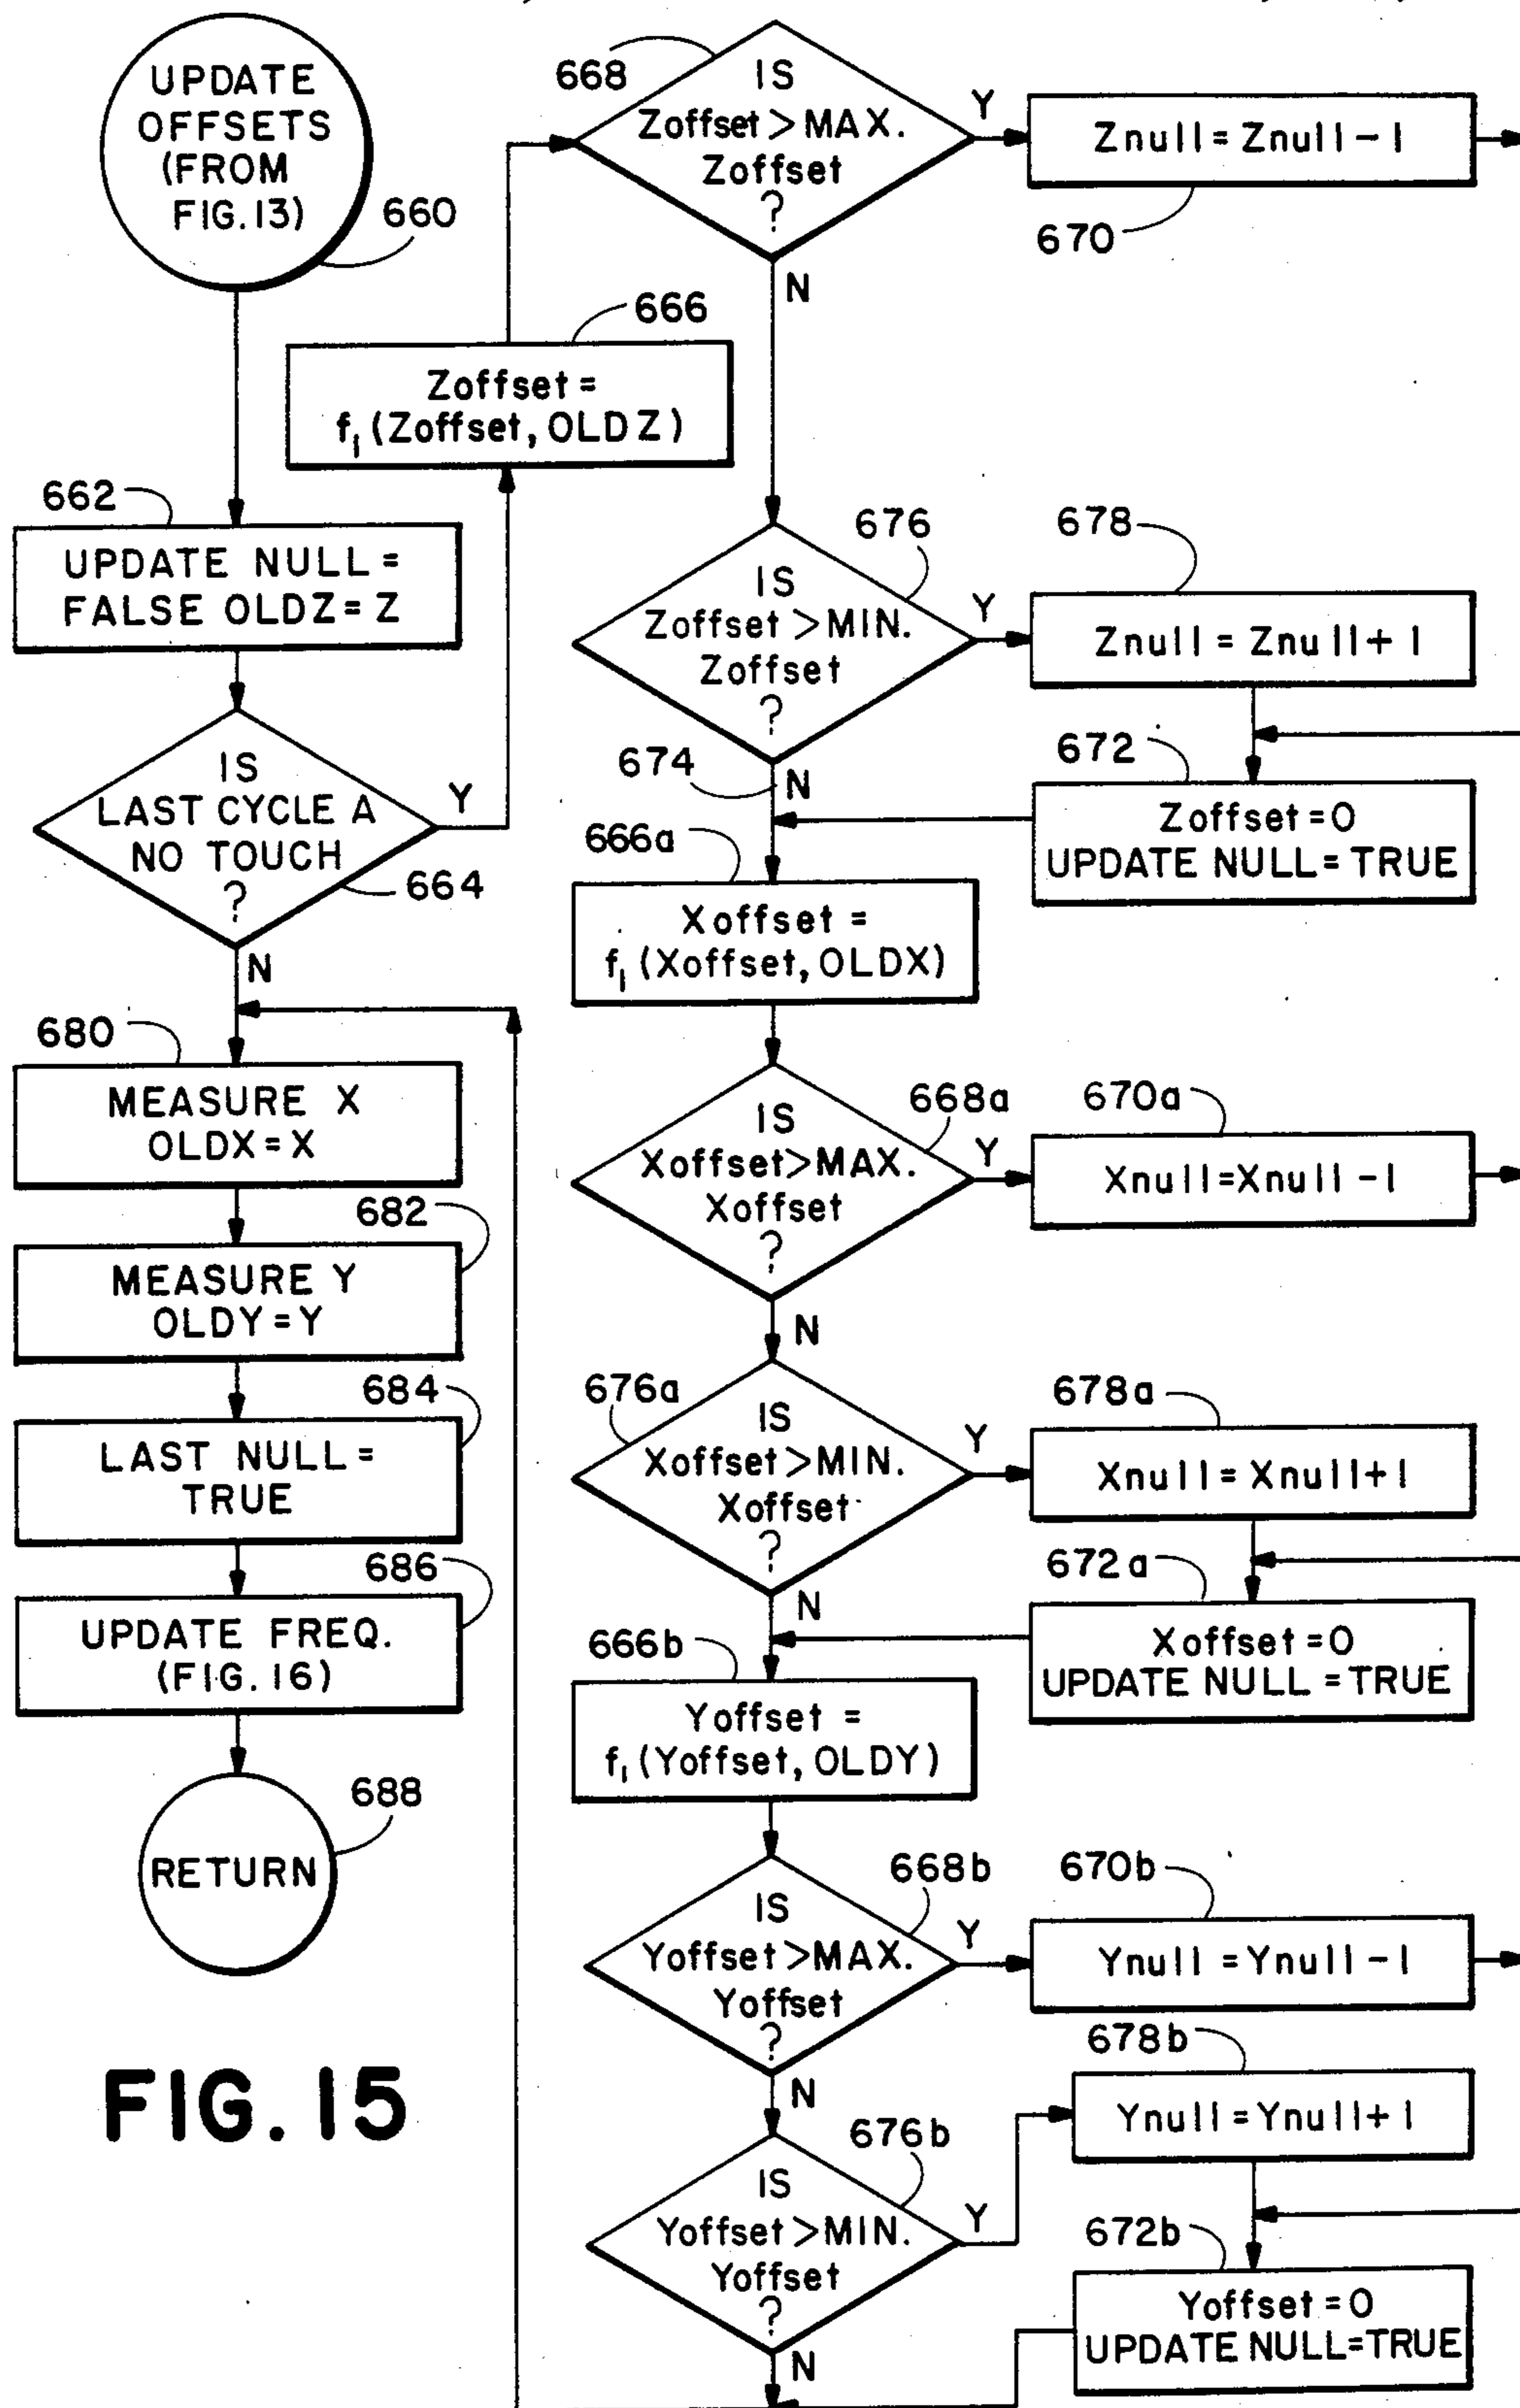 UPDATE
OFFSETS
(FROM
FIG. 13)
660
662
UPDATE NULL =
FALSE OLDZ = Z
IS
LAST CYCLE A
NO TOUCH
?
664
Y
N
680
MEASURE X
OLDX = X
682
MEASURE Y
OLDY = Y
684
LAST NULL =
TRUE
686
UPDATE FREQ.
(FIG. 16)
688
RETURN
FIG. 15
666
Zoffset =
f₁ (Zoffset, OLDZ)
668
IS
Zoffset > MAX.
Zoffset
?
Y
N
Znull = Znull - 1
670
676
IS
Zoffset > MIN.
Zoffset
?
Y
678
Znull = Znull + 1
674
N
672
Zoffset = 0
UPDATE NULL = TRUE
666a
Xoffset =
f₁ (Xoffset, OLDX)
668a
IS
Xoffset > MAX.
Xoffset
?
Y
N
670a
Xnull = Xnull - 1
676a
IS
Xoffset > MIN.
Xoffset
?
Y
N
678a
Xnull = Xnull + 1
672a
Xoffset = 0
UPDATE NULL = TRUE
666b
Yoffset =
f₁ (Yoffset, OLDY)
668b
IS
Yoffset > MAX.
Yoffset
?
Y
N
670b
Ynull = Ynull - 1
676b
IS
Yoffset > MIN.
Yoffset
?
Y
N
678b
Ynull = Ynull + 1
672b
Yoffset = 0
UPDATE NULL = TRUE